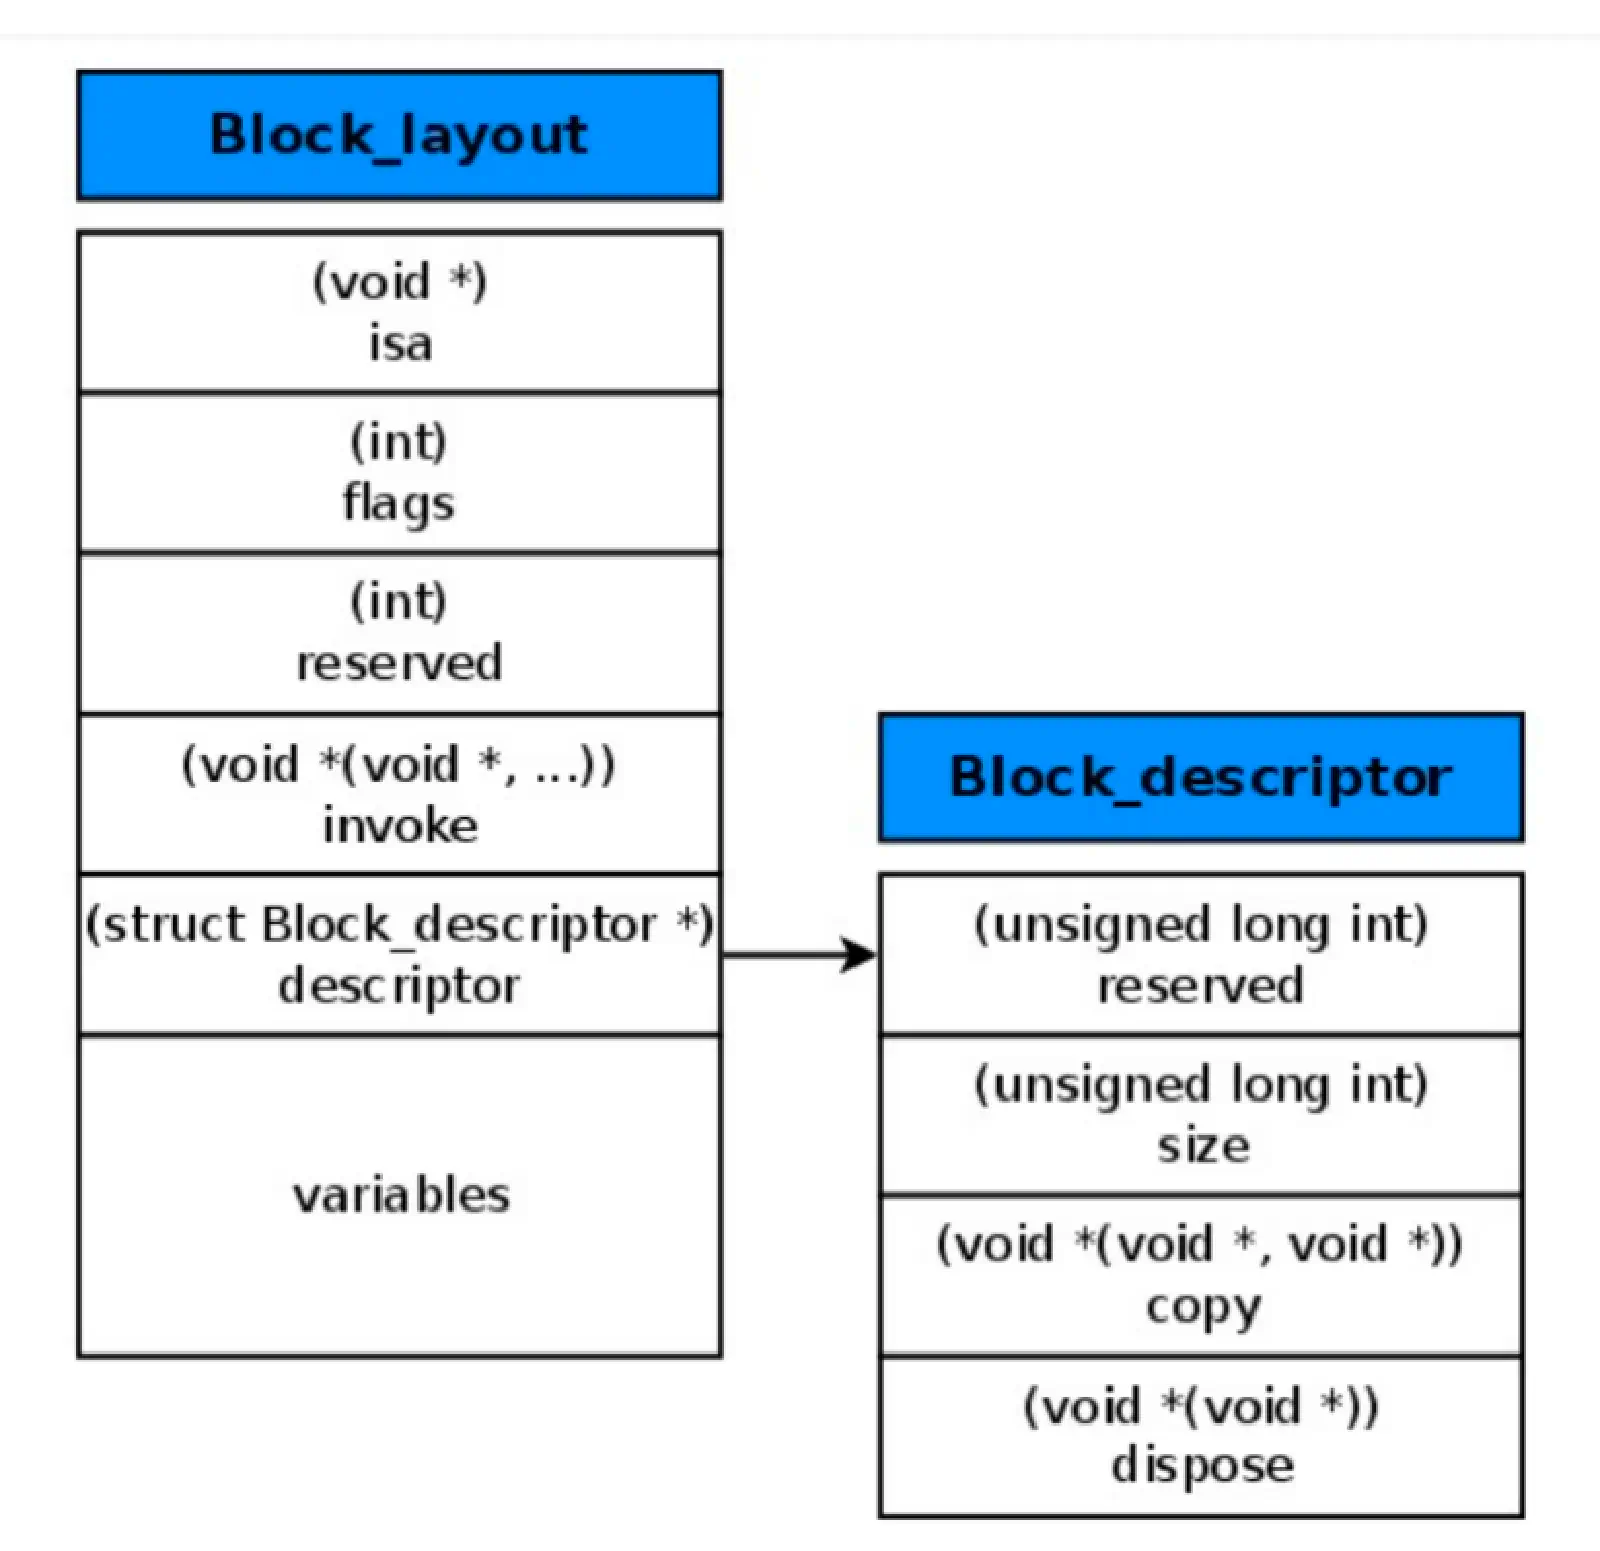 Block_layout
(void *)
isa
(int)
flags
(int)
reserved
(void *(void *, ...))
invoke
(struct Block_descriptor *)
descriptor
variables
Block_descriptor
(unsigned long int)
reserved
(unsigned long int)
size
(void *(void *, void *))
copy
(void *(void *))
dispose